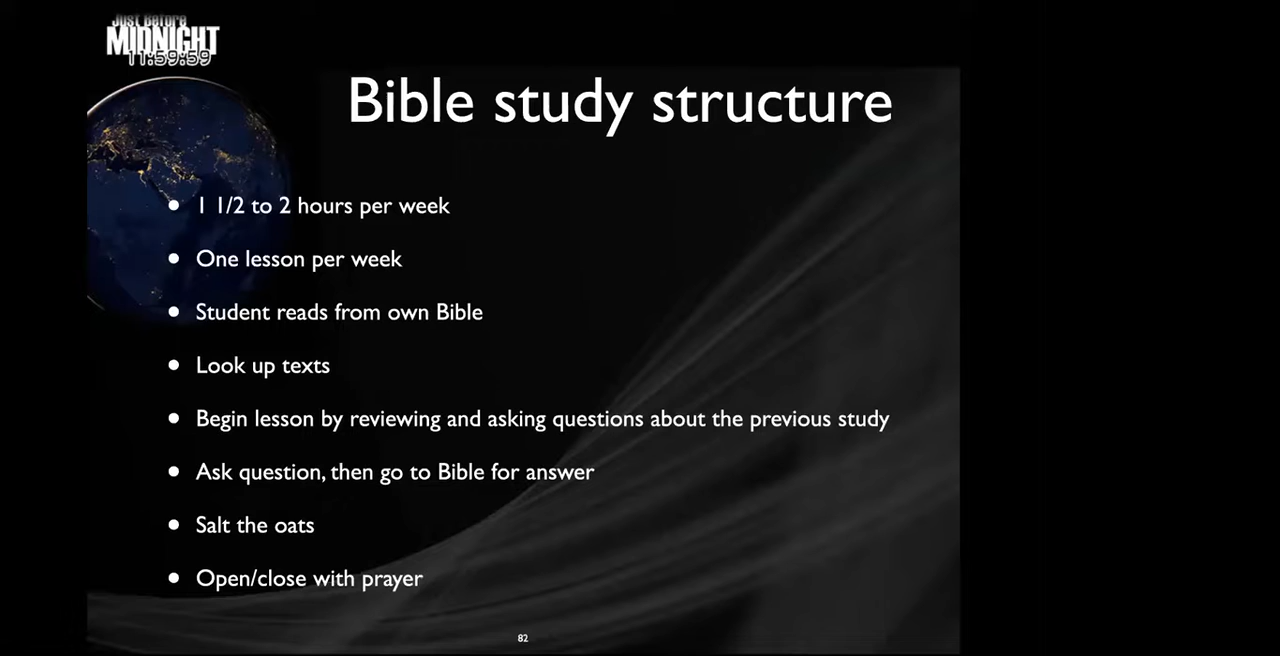 Just Before
MIDNIGHT
11:59:59
Bible study structure
• 1 1/2 to 2 hours per week
• One lesson per week
• Student reads from own Bible
• Look up texts
• Begin lesson by reviewing and asking questions about the previous study
• Ask question, then go to Bible for answer
• Salt the oats
• Open/close with prayer
82